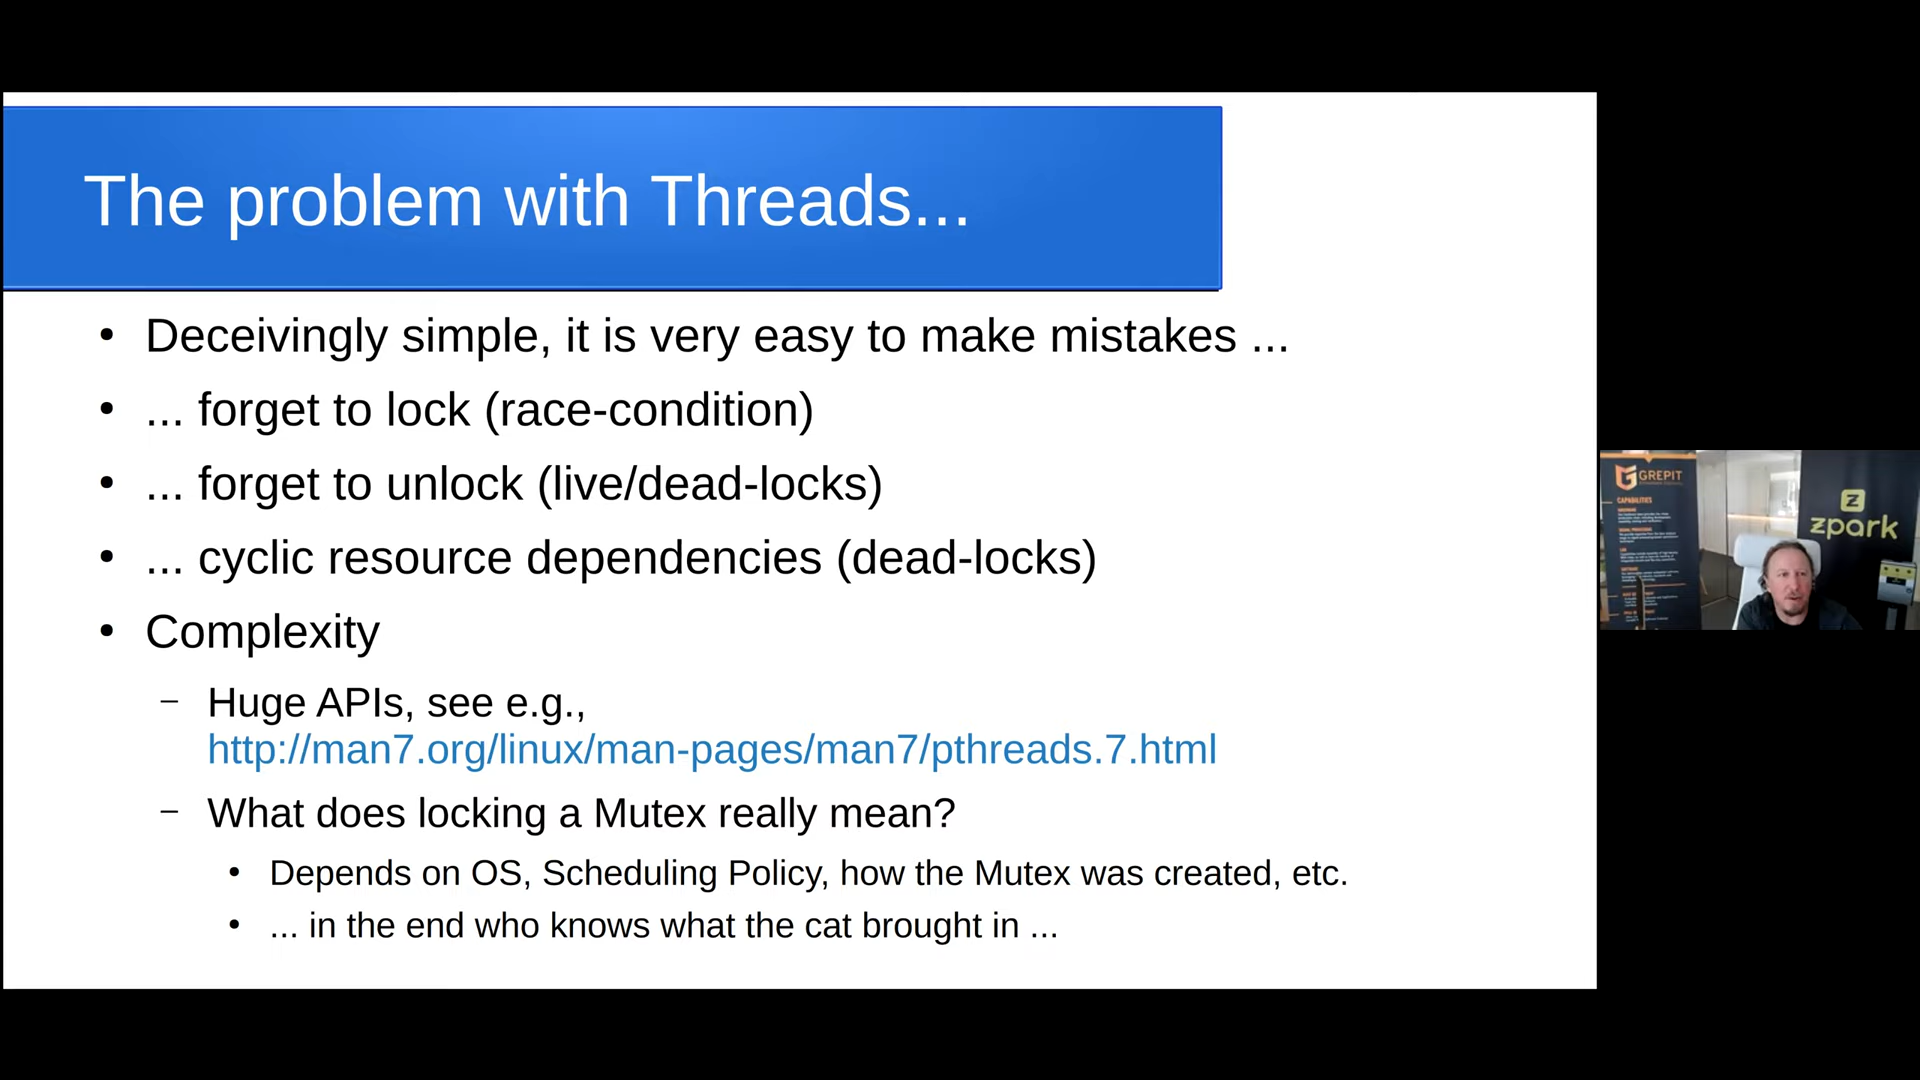 The problem with Threads...
• Deceivingly simple, it is very easy to make mistakes ...
• ... forget to lock (race-condition)
• ... forget to unlock (live/dead-locks)
• ... cyclic resource dependencies (dead-locks)
• Complexity
– Huge APIs, see e.g.,
http://man7.org/linux/man-pages/man7/pthreads.7.html
– What does locking a Mutex really mean?
• Depends on OS, Scheduling Policy, how the Mutex was created, etc.
• ... in the end who knows what the cat brought in ...
GREPIT
CAPABILITIES
z
zpark